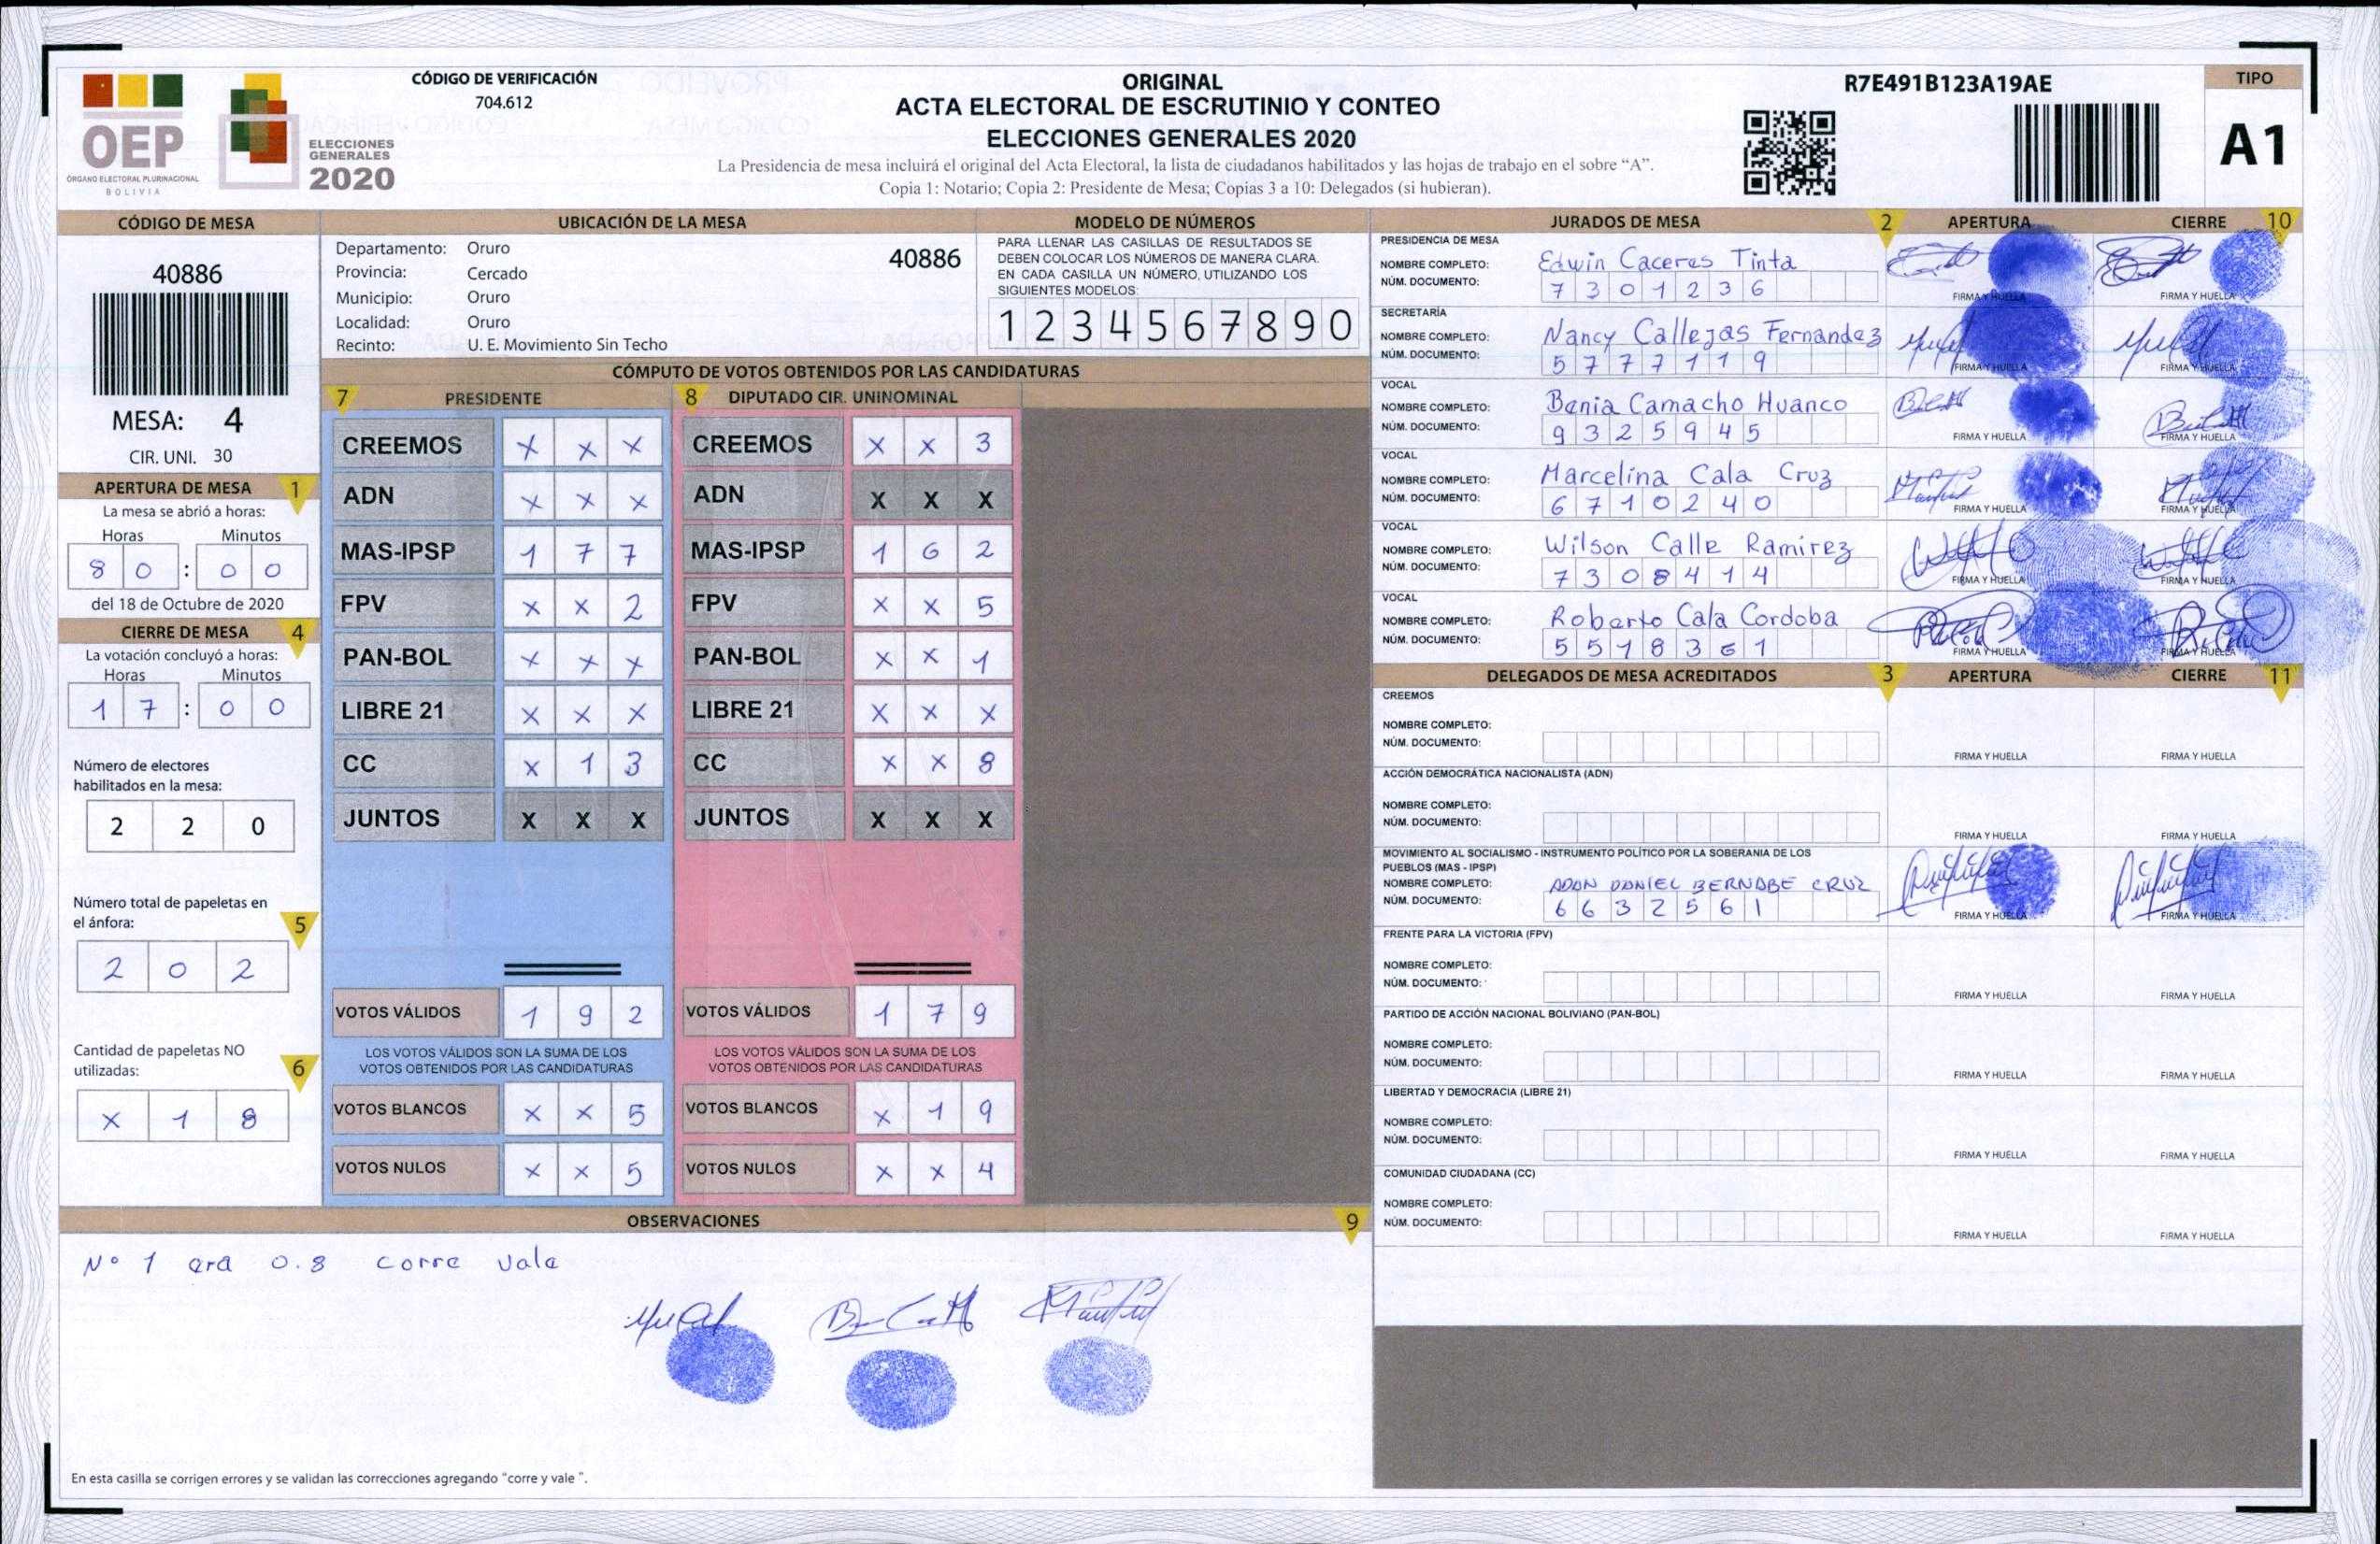 CÓDIGO DE VERIFICACIÓN
704.612
OEP
ÓRGANO ELECTORAL PLURINACIONAL
BOLIVIA
ELECCIONES
GENERALES
2020
ORIGINAL
ACTA ELECTORAL DE ESCRUTINIO Y CONTEO
ELECCIONES GENERALES 2020
La Presidencia de mesa incluirá el original del Acta Electoral, la lista de ciudadanos habilitados y las hojas de trabajo en el sobre “A”.
Copia 1: Notario; Copia 2: Presidente de Mesa; Copias 3 a 10: Delegados (si hubieran).
R7E491B123A19AE
TIPO
A1
CÓDIGO DE MESA
40886
MESA: 4
CIR. UNI. 30
APERTURA DE MESA 1
La mesa se abrió a horas:
Horas Minutos
8 0 : 0 0
del 18 de Octubre de 2020
CIERRE DE MESA 4
La votación concluyó a horas:
Horas Minutos
1 7 : 0 0
Número de electores
habilitados en la mesa:
2 2 0
Número total de papeletas en
el ánfora: 5
2 0 2
Cantidad de papeletas NO
utilizadas: 6
X 1 8
UBICACIÓN DE LA MESA
Departamento: Oruro 40886
Provincia: Cercado
Municipio: Oruro
Localidad: Oruro
Recinto: U. E. Movimiento Sin Techo
MODELO DE NÚMEROS
PARA LLENAR LAS CASILLAS DE RESULTADOS SE
DEBEN COLOCAR LOS NÚMEROS DE MANERA CLARA.
EN CADA CASILLA UN NÚMERO, UTILIZANDO LOS
SIGUIENTES MODELOS:
1 2 3 4 5 6 7 8 9 0
CÓMPUTO DE VOTOS OBTENIDOS POR LAS CANDIDATURAS
7 PRESIDENTE
CREEMOS X X X
ADN X X X
MAS-IPSP 1 7 7
FPV X X 2
PAN-BOL X X X
LIBRE 21 X X X
CC X 1 3
JUNTOS X X X
VOTOS VÁLIDOS 1 9 2
LOS VOTOS VÁLIDOS SON LA SUMA DE LOS
VOTOS OBTENIDOS POR LAS CANDIDATURAS
VOTOS BLANCOS X X 5
VOTOS NULOS X X 5
8 DIPUTADO CIR. UNINOMINAL
CREEMOS X X 3
ADN X X X
MAS-IPSP 1 6 2
FPV X X 5
PAN-BOL X X 1
LIBRE 21 X X X
CC X X 8
JUNTOS X X X
VOTOS VÁLIDOS 1 7 9
LOS VOTOS VÁLIDOS SON LA SUMA DE LOS
VOTOS OBTENIDOS POR LAS CANDIDATURAS
VOTOS BLANCOS X 1 9
VOTOS NULOS X X 4
OBSERVACIONES 9
Nº 1 era 0.8 corre vale
En esta casilla se corrigen errores y se validan las correcciones agregando “corre y vale ”.
JURADOS DE MESA 2 APERTURA CIERRE 10
PRESIDENCIA DE MESA
NOMBRE COMPLETO: Edwin Caceres Tinta
NÚM. DOCUMENTO: 7301236
FIRMA Y HUELLA FIRMA Y HUELLA
SECRETARÍA
NOMBRE COMPLETO: Nancy Callejas Fernandez
NÚM. DOCUMENTO: 5777119
FIRMA Y HUELLA FIRMA Y HUELLA
VOCAL
NOMBRE COMPLETO: Benia Camacho Huanco
NÚM. DOCUMENTO: 9325945
FIRMA Y HUELLA FIRMA Y HUELLA
VOCAL
NOMBRE COMPLETO: Marcelina Cala Cruz
NÚM. DOCUMENTO: 6710240
FIRMA Y HUELLA FIRMA Y HUELLA
VOCAL
NOMBRE COMPLETO: Wilson Calle Ramirez
NÚM. DOCUMENTO: 7308414
FIRMA Y HUELLA FIRMA Y HUELLA
VOCAL
NOMBRE COMPLETO: Roberto Cala Cordoba
NÚM. DOCUMENTO: 5518361
FIRMA Y HUELLA FIRMA Y HUELLA
DELEGADOS DE MESA ACREDITADOS 3 APERTURA CIERRE 11
CREEMOS
NOMBRE COMPLETO:
NÚM. DOCUMENTO:
FIRMA Y HUELLA FIRMA Y HUELLA
ACCIÓN DEMOCRÁTICA NACIONALISTA (ADN)
NOMBRE COMPLETO:
NÚM. DOCUMENTO:
FIRMA Y HUELLA FIRMA Y HUELLA
MOVIMIENTO AL SOCIALISMO - INSTRUMENTO POLÍTICO POR LA SOBERANIA DE LOS
PUEBLOS (MAS - IPSP)
NOMBRE COMPLETO: ADAN DANIEL BERNABE CRUZ
NÚM. DOCUMENTO: 6632561
FIRMA Y HUELLA FIRMA Y HUELLA
FRENTE PARA LA VICTORIA (FPV)
NOMBRE COMPLETO:
NÚM. DOCUMENTO:
FIRMA Y HUELLA FIRMA Y HUELLA
PARTIDO DE ACCIÓN NACIONAL BOLIVIANO (PAN-BOL)
NOMBRE COMPLETO:
NÚM. DOCUMENTO:
FIRMA Y HUELLA FIRMA Y HUELLA
LIBERTAD Y DEMOCRACIA (LIBRE 21)
NOMBRE COMPLETO:
NÚM. DOCUMENTO:
FIRMA Y HUELLA FIRMA Y HUELLA
COMUNIDAD CIUDADANA (CC)
NOMBRE COMPLETO:
NÚM. DOCUMENTO:
FIRMA Y HUELLA FIRMA Y HUELLA